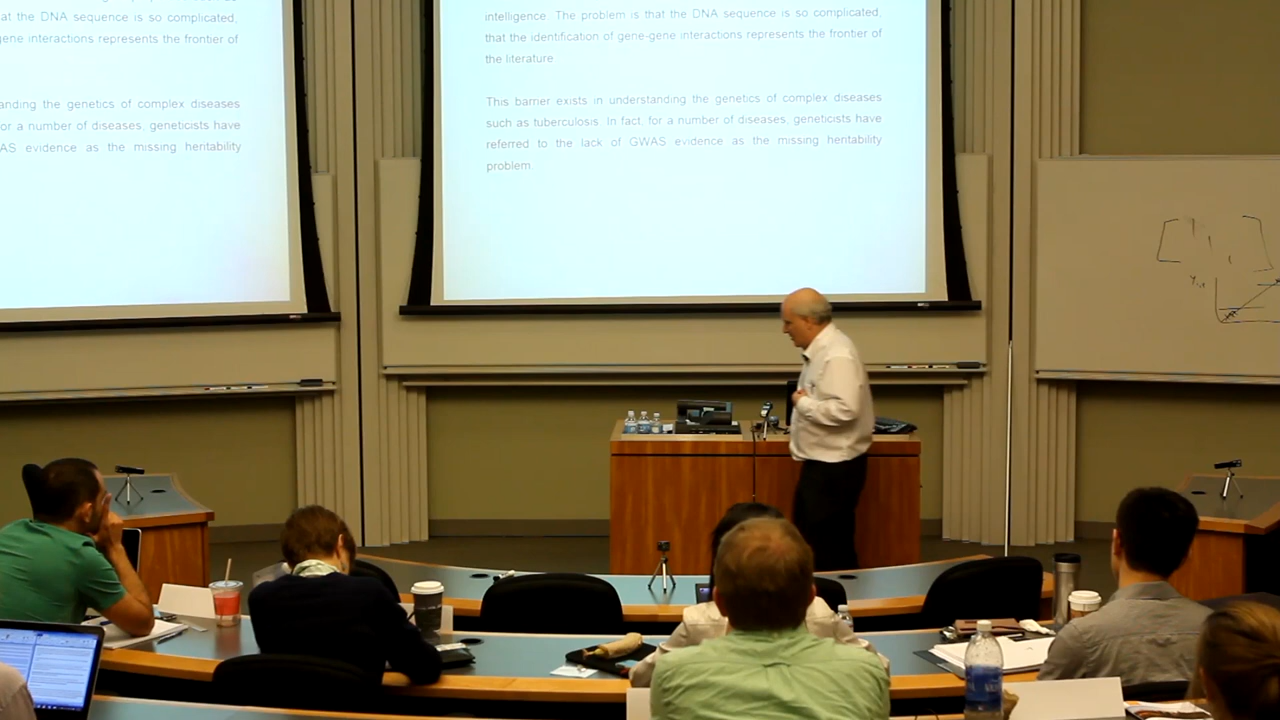 at the DNA sequence is so complicated,
gene interactions represents the frontier of
anding the genetics of complex diseases
or a number of diseases, geneticists have
AS evidence as the missing heritability
intelligence. The problem is that the DNA sequence is so complicated,
that the identification of gene-gene interactions represents the frontier of
the literature.
This barrier exists in understanding the genetics of complex diseases
such as tuberculosis. In fact, for a number of diseases, geneticists have
referred to the lack of GWAS evidence as the missing heritability
problem.